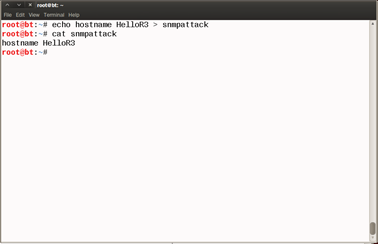 root@bt: ~
File Edit View Terminal Help
root@bt:~# echo hostname HelloR3 > snmpattack
root@bt:~# cat snmpattack
hostname HelloR3
root@bt:~#